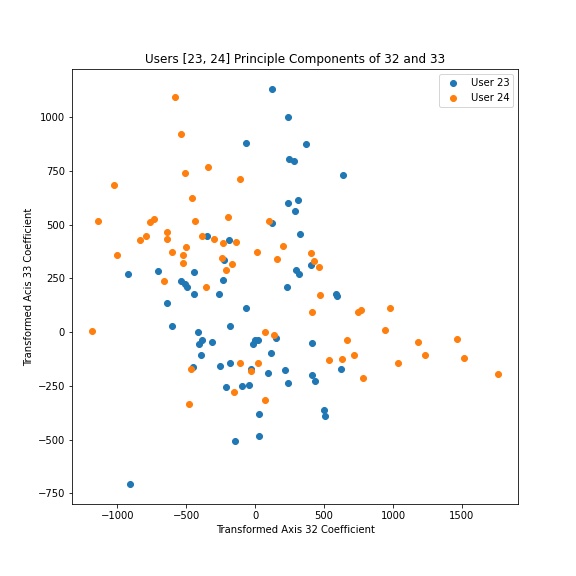 Users [23, 24] Principle Components of 32 and 33
User 23
User 24
1000
750
500
250
0
−250
−500
−750
Transformed Acis 33 Coefficient
−1000
−500
0
500
1000
1500
Transformed Axis 32 Coefficient